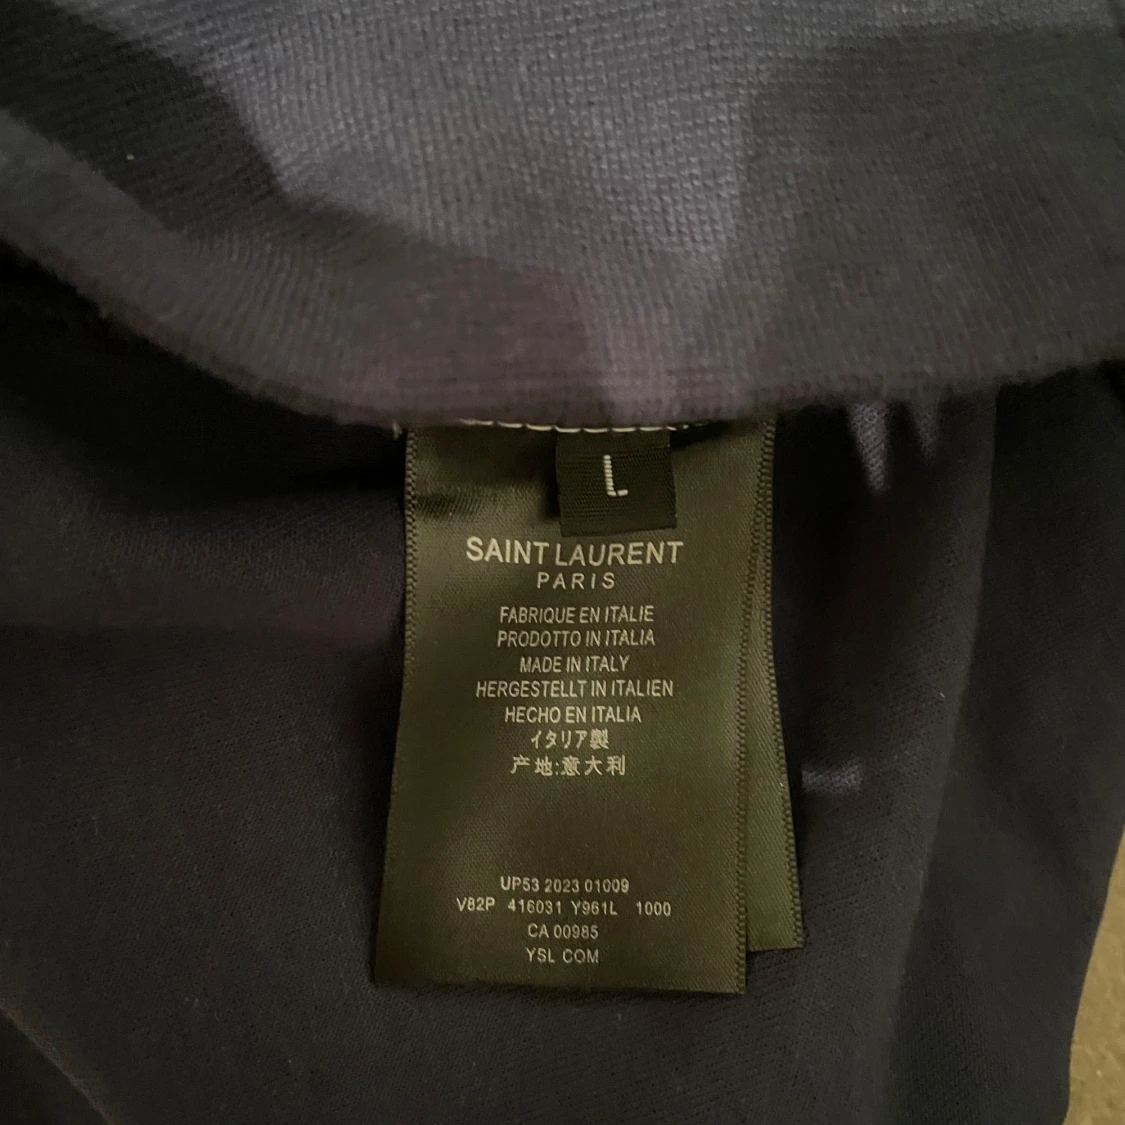 L
SAINT LAURENT
PARIS
FABRIQUE EN ITALIE
PRODOTTO IN ITALIA
MADE IN ITALY
HERGESTELLT IN ITALIEN
HECHO EN ITALIA
イタリア製
产地:意大利
UP53 2023 01009
V82P 416031 Y961L 1000
CA 00985
YSL COM